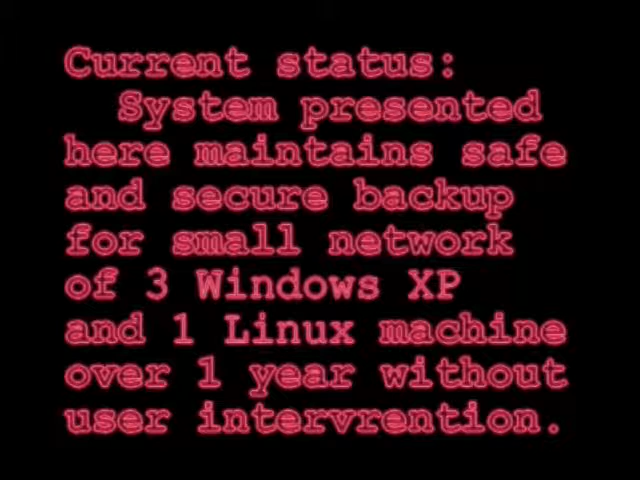 Current status:
System presented
here maintains safe
and secure backup
for small network
of 3 Windows XP
and 1 Linux machine
over 1 year without
user intervrention.